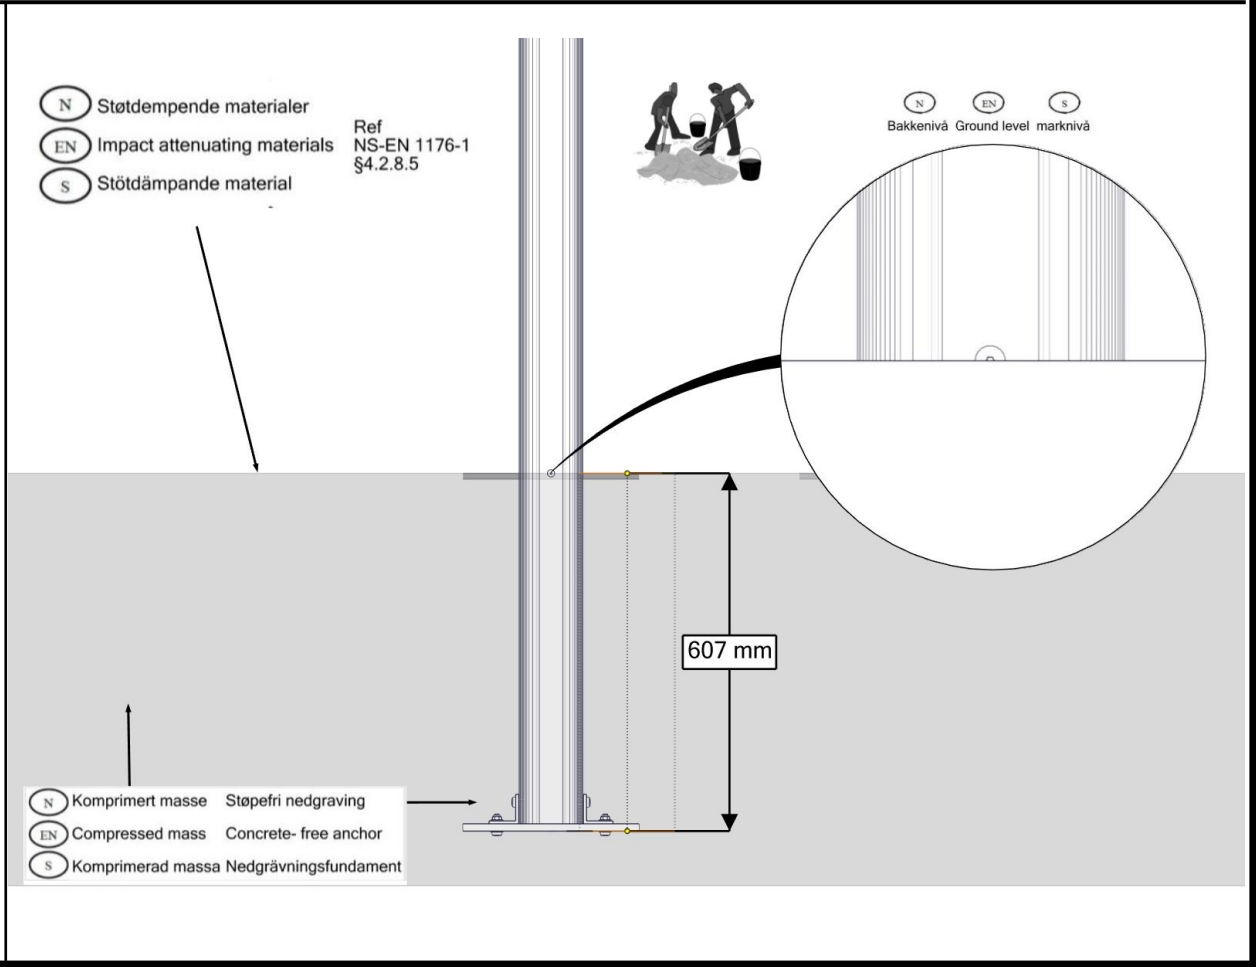 N Støtdempende materialer
EN Impact attenuating materials
S Stötdämpande material
Ref
NS-EN 1176-1
§4.2.8.5
N EN S
Bakkenivå Ground level marknivå
607 mm
N Komprimert masse Støpefri nedgraving
EN Compressed mass Concrete- free anchor
S Komprimerad massa Nedgrävningsfundament